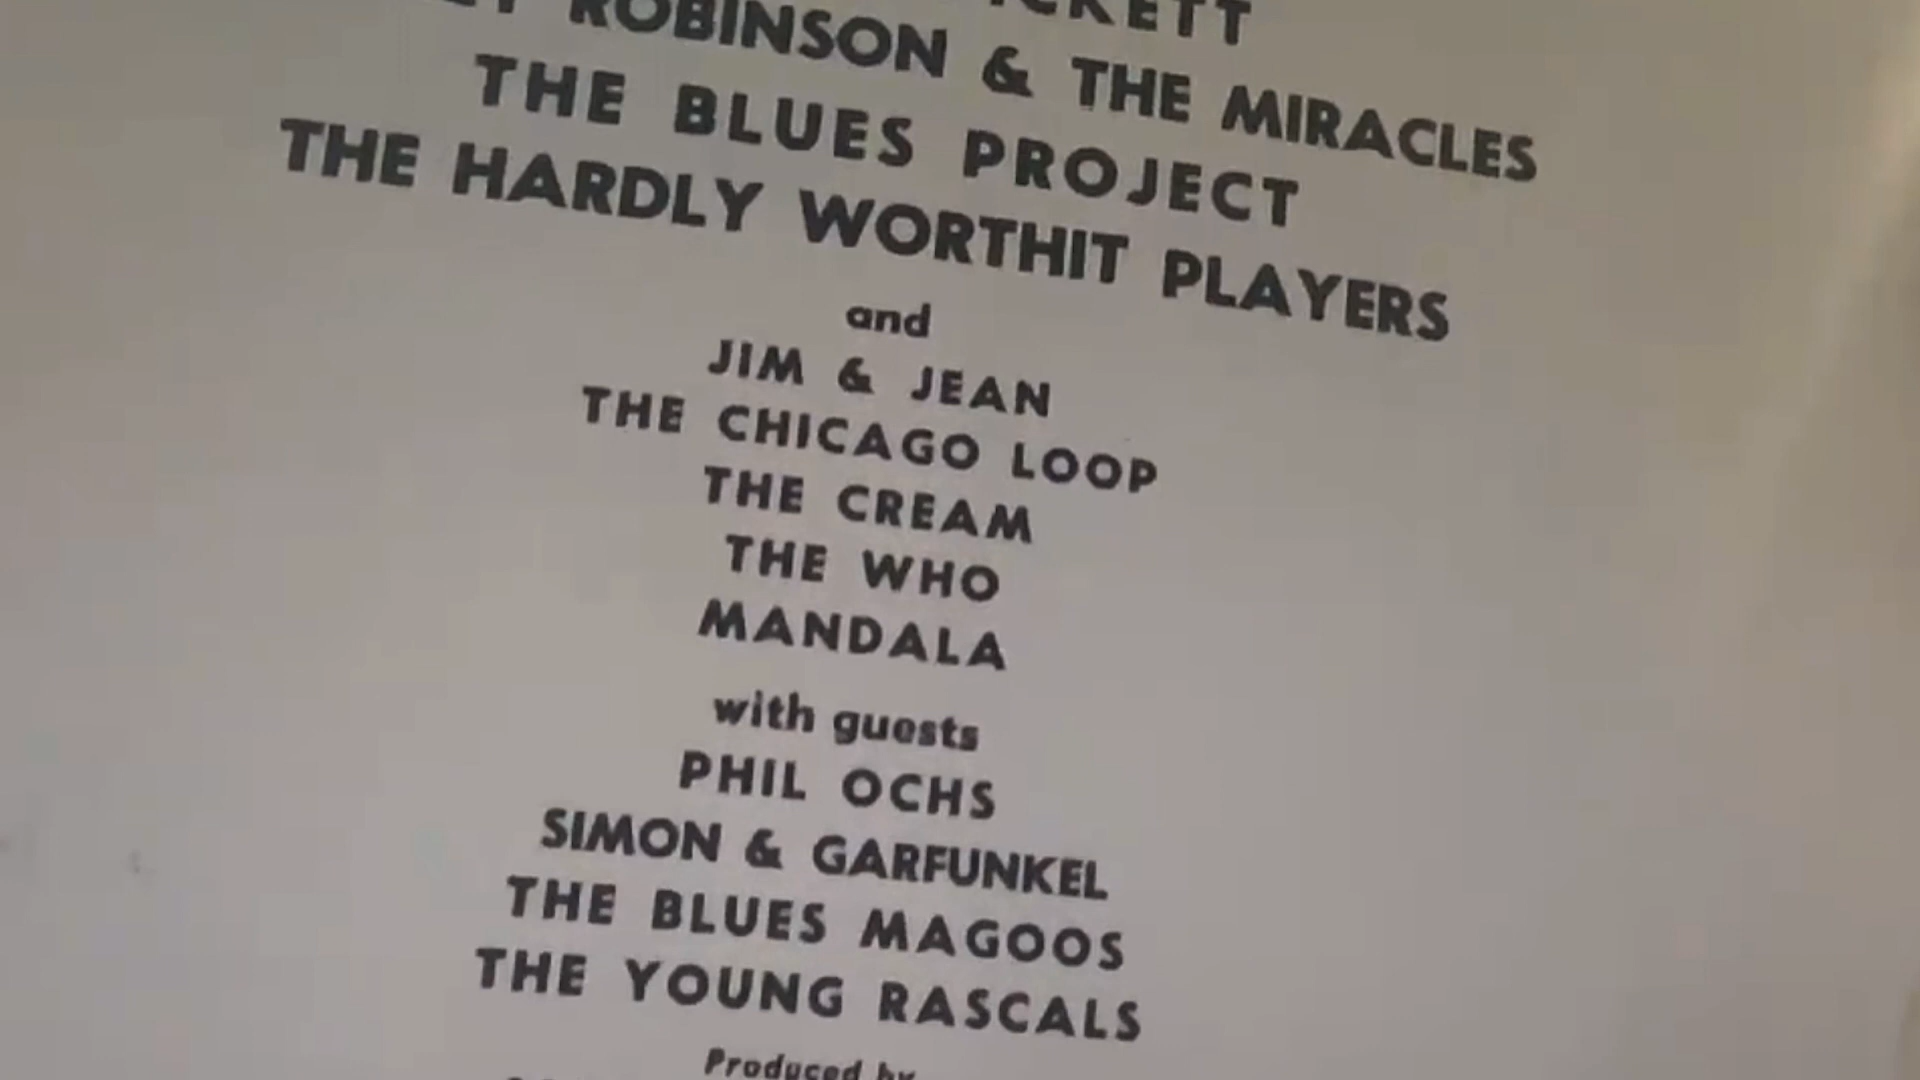 ROBINSON & THE MIRACLES
THE BLUES PROJECT
THE HARDLY WORTHIT PLAYERS
and
JIM & JEAN
THE CHICAGO LOOP
THE CREAM
THE WHO
MANDALA
with guests
PHIL OCHS
SIMON & GARFUNKEL
THE BLUES MAGOOS
THE YOUNG RASCALS
Produced by